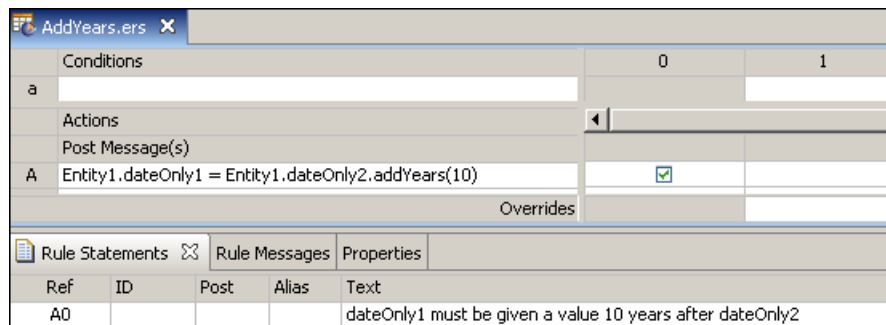 AddYears.ers
Conditions 0 1
a
Actions
Post Message(s)
A Entity1.dateOnly1 = Entity1.dateOnly2.addYears(10)
Overrides
Rule Statements Rule Messages Properties
Ref ID Post Alias Text
A0 dateOnly1 must be given a value 10 years after dateOnly2